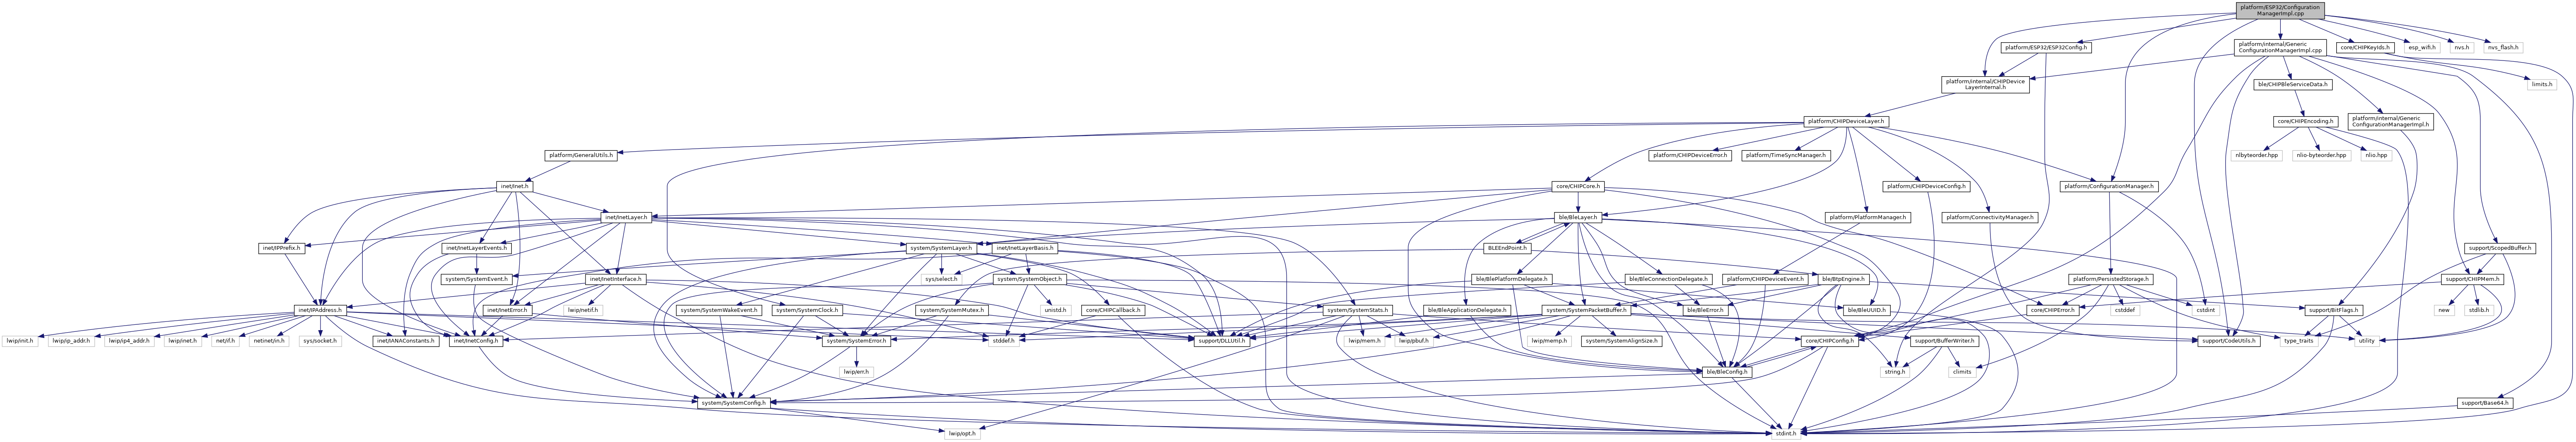 platform/ESP32/Configuration
ManagerImpl.cpp
platform/ESP32/ESP32Config.h
platform/internal/Generic
ConfigurationManagerImpl.cpp
core/CHIPKeyIds.h
esp_wifi.h
nvs.h
nvs_flash.h
platform/internal/CHIPDevice
LayerInternal.h
ble/CHIPBleServiceData.h
limits.h
platform/CHIPDeviceLayer.h
core/CHIPEncoding.h
platform/internal/Generic
ConfigurationManagerImpl.h
platform/GeneralUtils.h
platform/CHIPDeviceError.h
platform/TimeSyncManager.h
nlbyteorder.hpp
nlio-byteorder.hpp
nlio.hpp
inet/Inet.h
core/CHIPCore.h
platform/CHIPDeviceConfig.h
platform/ConfigurationManager.h
inet/InetLayer.h
ble/BleLayer.h
platform/PlatformManager.h
platform/ConnectivityManager.h
inet/IPPrefix.h
inet/InetLayerEvents.h
system/SystemLayer.h
inet/InetLayerBasis.h
BLEEndPoint.h
support/ScopedBuffer.h
system/SystemEvent.h
inet/InetInterface.h
sys/select.h
system/SystemObject.h
ble/BlePlatformDelegate.h
ble/BleConnectionDelegate.h
platform/CHIPDeviceEvent.h
ble/BtpEngine.h
platform/PersistedStorage.h
support/CHIPMem.h
inet/IPAddress.h
inet/InetError.h
lwip/netif.h
system/SystemWakeEvent.h
system/SystemClock.h
system/SystemMutex.h
unistd.h
core/CHIPCallback.h
system/SystemStats.h
ble/BleApplicationDelegate.h
system/SystemPacketBuffer.h
ble/BleError.h
ble/BleUUID.h
core/CHIPError.h
cstddef
cstdint
support/BitFlags.h
new
stdlib.h
lwip/init.h
lwip/ip_addr.h
lwip/ip4_addr.h
lwip/inet.h
net/if.h
netinet/in.h
sys/socket.h
inet/IANAConstants.h
inet/InetConfig.h
system/SystemError.h
stddef.h
support/DLLUtil.h
lwip/mem.h
lwip/pbuf.h
lwip/memp.h
system/SystemAlignSize.h
core/CHIPConfig.h
support/BufferWriter.h
support/CodeUtils.h
type_traits
utility
lwip/err.h
ble/BleConfig.h
string.h
climits
system/SystemConfig.h
support/Base64.h
lwip/opt.h
stdint.h